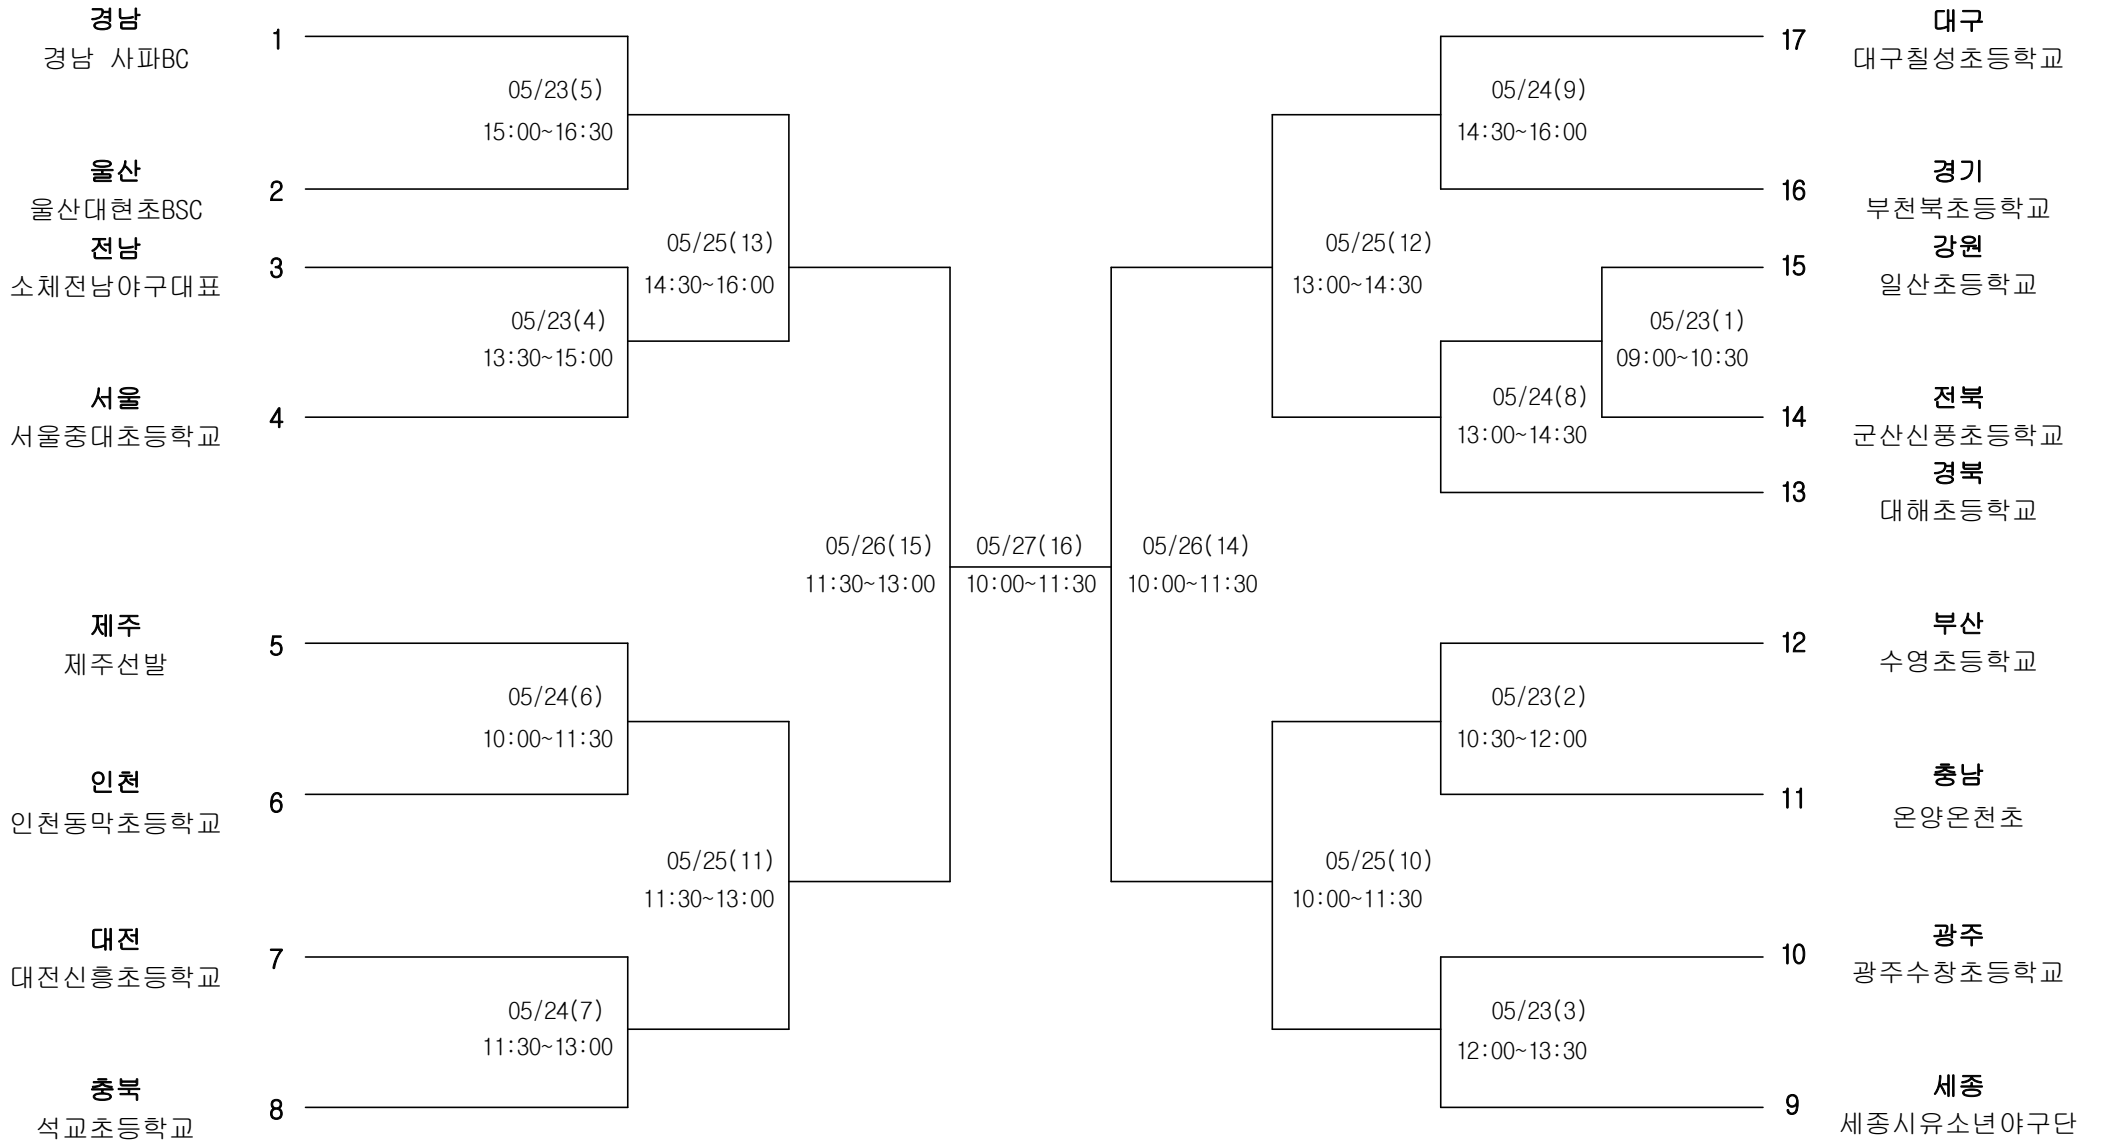 경남
경남 사파BC
1
05/23(5)
15:00~16:30
울산
울산대현초BSC
2
전남
소체전남야구대표
3
05/25(13)
14:30~16:00
05/23(4)
13:30~15:00
서울
서울중대초등학교
4
05/26(15)
11:30~13:00
제주
제주선발
5
05/24(6)
10:00~11:30
인천
인천동막초등학교
6
05/25(11)
11:30~13:00
대전
대전신흥초등학교
7
05/24(7)
11:30~13:00
충북
석교초등학교
8
05/27(16)
10:00~11:30
17
대구
대구칠성초등학교
05/24(9)
14:30~16:00
16
경기
부천북초등학교
05/25(12)
13:00~14:30
15
강원
일산초등학교
05/23(1)
09:00~10:30
05/24(8)
13:00~14:30
14
전북
군산신풍초등학교
13
경북
대해초등학교
05/26(14)
10:00~11:30
12
부산
수영초등학교
05/23(2)
10:30~12:00
11
충남
온양온천초
05/25(10)
10:00~11:30
10
광주
광주수창초등학교
05/23(3)
12:00~13:30
9
세종
세종시유소년야구단